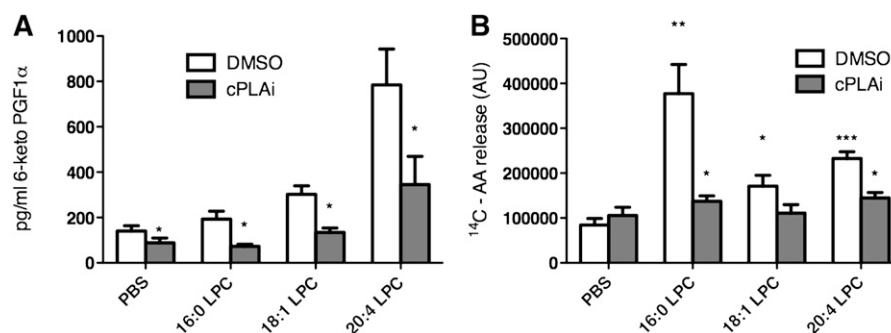 A
pg/ml 6-keto PGF1α
1000
800
600
400
200
0
DMSO
cPLAi
*
*
*
*
PBS
16:0 LPC
18:1 LPC
20:4 LPC
B
¹⁴C - AA release (AU)
500000
400000
300000
200000
100000
0
DMSO
cPLAi
**
*
*
***
*
PBS
16:0 LPC
18:1 LPC
20:4 LPC